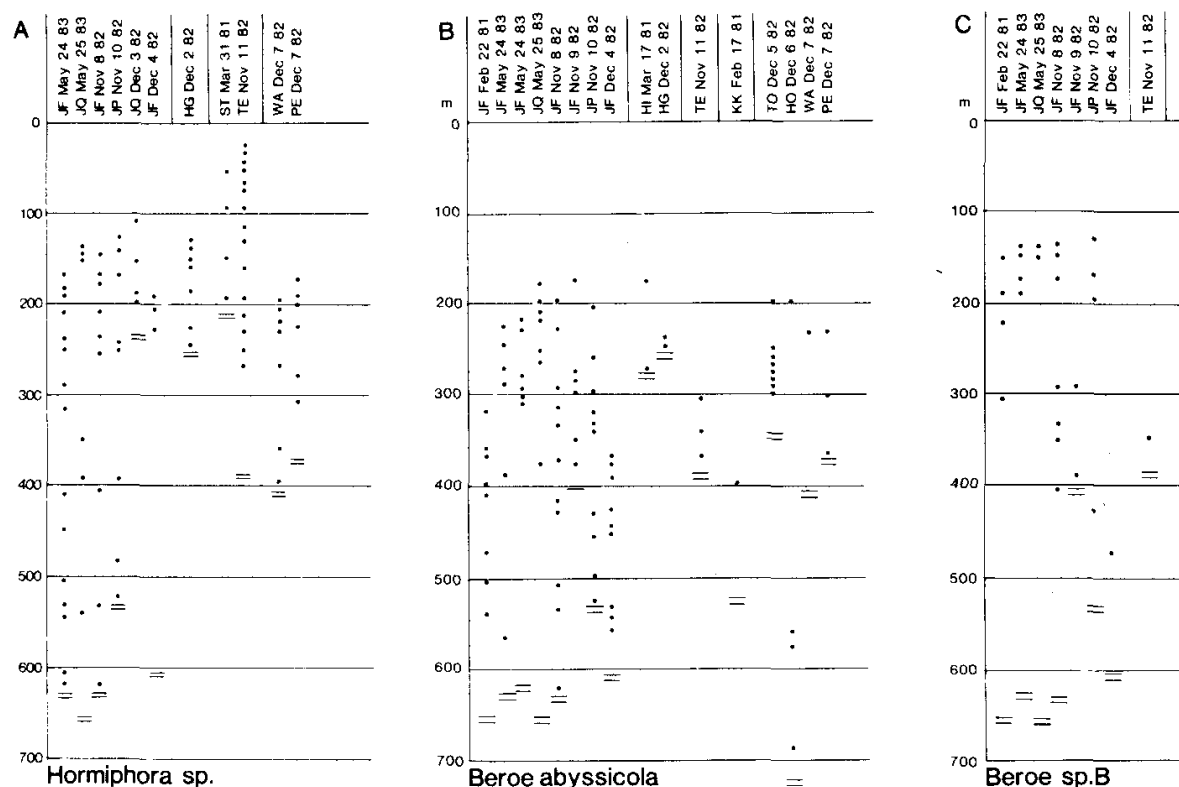 A
JF May 24 83
JQ May 25 83
JF Nov 8 82
JP Nov 10 82
JQ Dec 3 82
JF Dec 4 82
HG Dec 2 82
ST Mar 31 81
TE Nov 11 82
WA Dec 7 82
PE Dec 7 82
0
100
200
300
400
500
600
700
Hormiphora sp.
B
m
JF Feb 22 81
JF May 24 83
JF May 24 83
JQ May 25 83
JF Nov 8 82
JF Nov 9 82
JP Nov 10 82
JF Dec 4 82
HI Mar 17 81
HG Dec 2 82
TE Nov 11 82
KK Feb 17 81
TO Dec 5 82
HO Dec 6 82
WA Dec 7 82
PE Dec 7 82
0
100
200
300
400
500
600
700
Beroe abyssicola
C
m
JF Feb 22 81
JF May 24 83
JQ May 25 83
JF Nov 8 82
JF Nov 9 82
JP Nov 10 82
JF Dec 4 82
TE Nov 11 82
0
100
200
300
400
500
600
700
Beroe sp.B